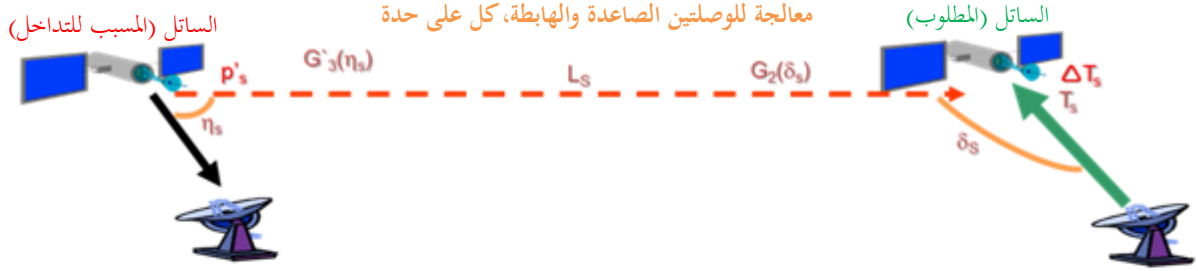 معالجة للوصلتين الصاعدة والهابطة، كل على حدة
الساتل (المطلوب)
الساتل (المسبب للتداخل)
p's
G`3(ηs)
LS
G2(δs)
ΔTs
Ts
ηs
δS